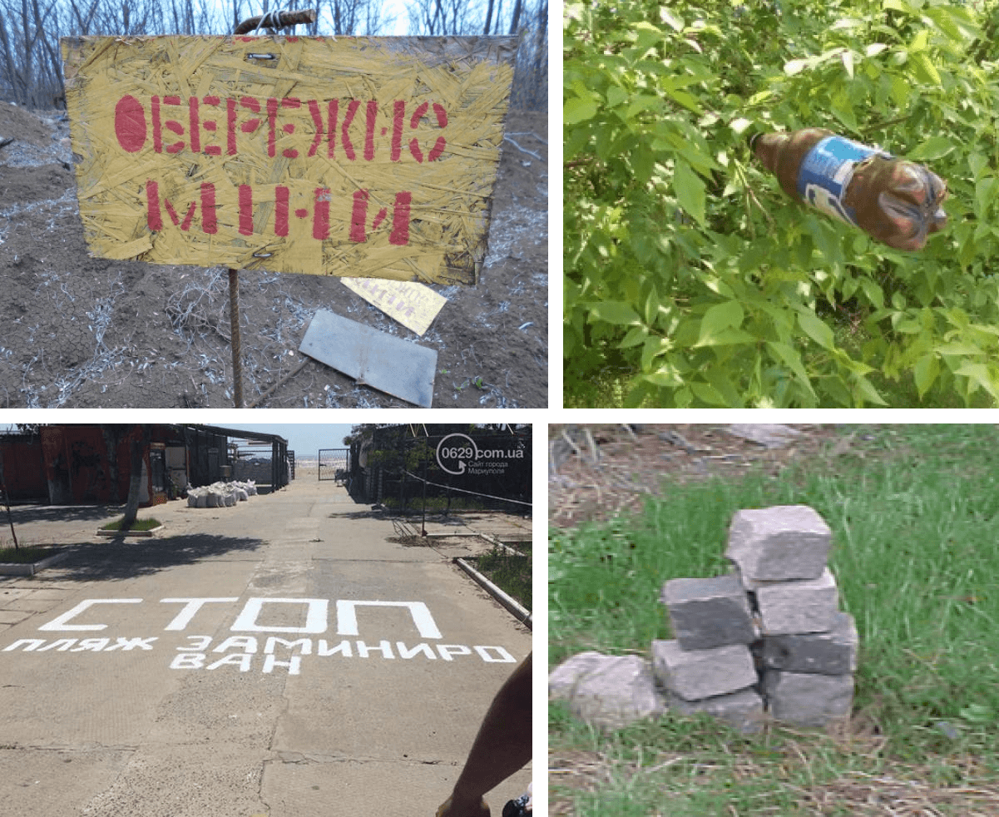 ОБЕРЕЖНО
МІНИ
0629.com.ua
Сайт города
Мариуполя
СТОП
ПЛЯЖ ЗАМИНИРО
ВАН